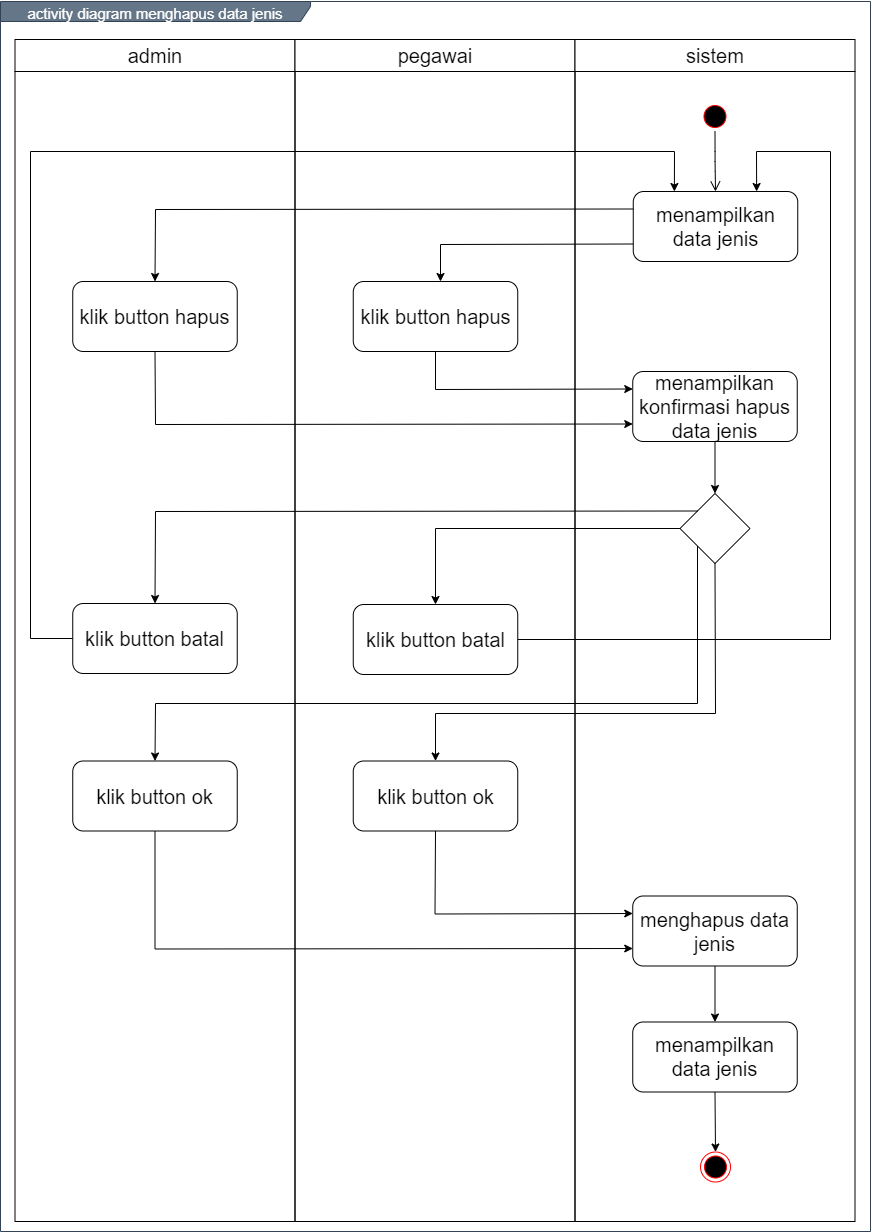 activity diagram menghapus data jenis
admin
pegawai
sistem
menampilkan
data jenis
klik button hapus
klik button hapus
menampilkan
konfirmasi hapus
data jenis
klik button batal
klik button batal
klik button ok
klik button ok
menghapus data
jenis
menampilkan
data jenis